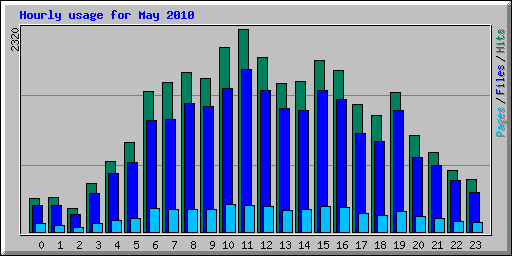 Hourly usage for May 2010
2320
Pages / Files / Hits
0 1 2 3 4 5 6 7 8 9 10 11 12 13 14 15 16 17 18 19 20 21 22 23